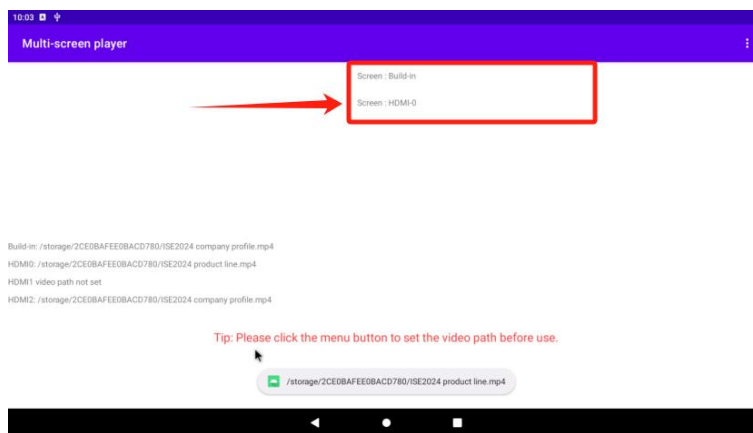 10:03
Multi-screen player
Screen : Build-in
Screen : HDMI-0
Build-in: /storage/2CE0BAFEE0BACD780/ISE2024 company profile.mp4
HDMI0: /storage/2CE0BAFEE0BACD780/ISE2024 product line.mp4
HDMI1 video path not set
HDMI2: /storage/2CE0BAFEE0BACD780/ISE2024 company profile.mp4
Tip: Please click the menu button to set the video path before use.
/storage/2CE0BAFEE0BACD780/ISE2024 product line.mp4